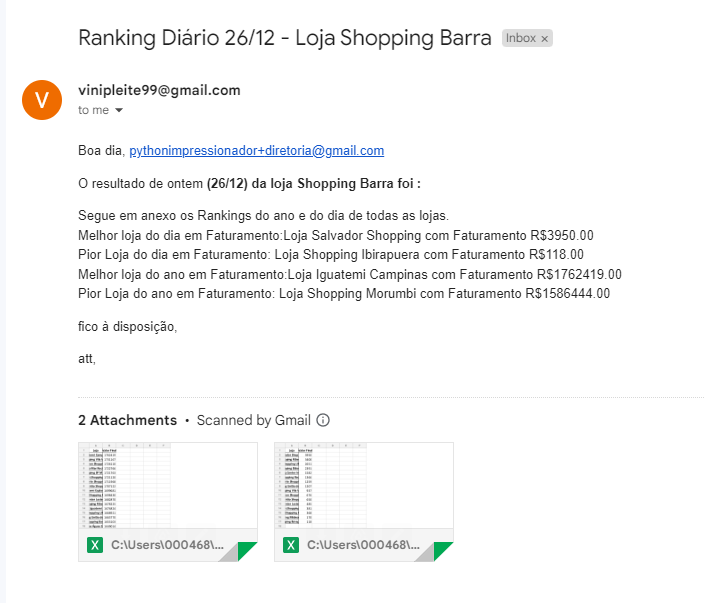 Ranking Diário 26/12 - Loja Shopping Barra Inbox ×
V
vinipleite99@gmail.com
to me
Boa dia, pythonimpressionador+diretoria@gmail.com
O resultado de ontem (26/12) da loja Shopping Barra foi :
Segue em anexo os Rankings do ano e do dia de todas as lojas.
Melhor loja do dia em Faturamento:Loja Salvador Shopping com Faturamento R$3950.00
Pior Loja do dia em Faturamento: Loja Shopping Ibirapuera com Faturamento R$118.00
Melhor loja do ano em Faturamento:Loja Iguatemi Campinas com Faturamento R$1762419.00
Pior Loja do ano em Faturamento: Loja Shopping Morumbi com Faturamento R$1586444.00
fico à disposição,
att,
2 Attachments • Scanned by Gmail
X C:\Users\000468\...
X C:\Users\000468\...